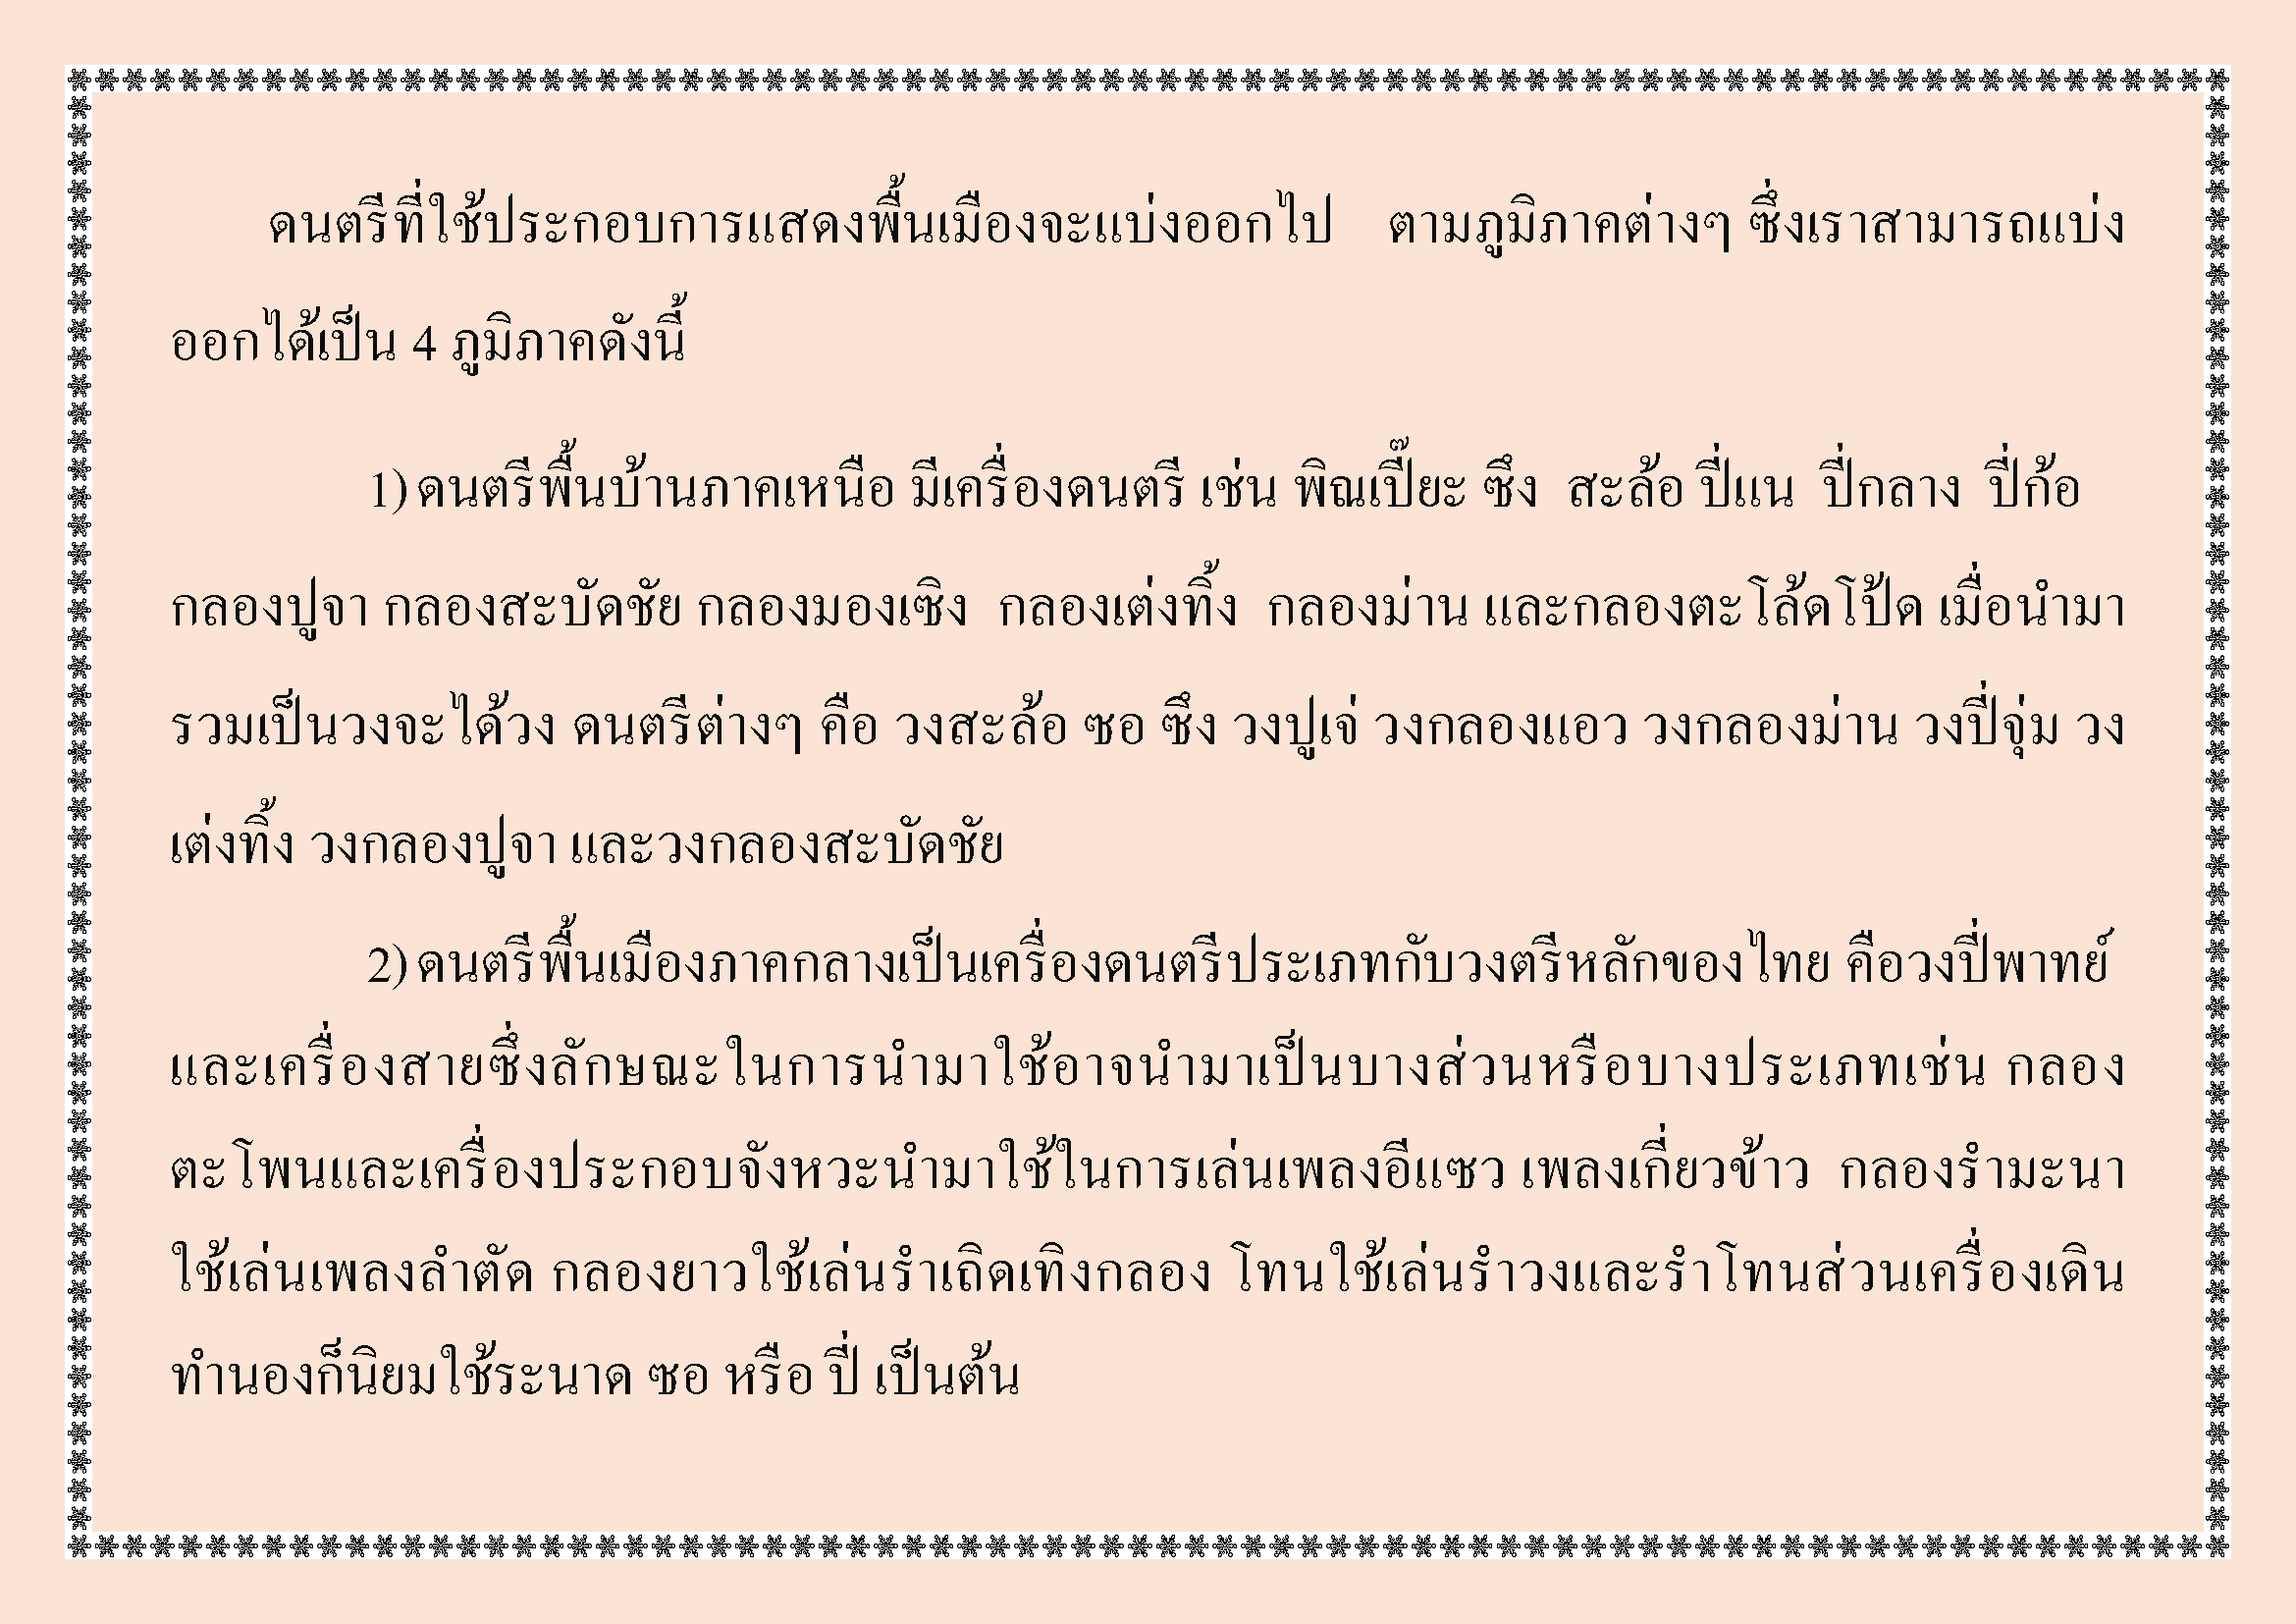 ดนตรีที่ใช้ประกอบการแสดงพื้นเมืองจะแบ่งออกไป ตามภูมิภาคต่างๆ ซึ่งเราสามารถแบ่ง
ออกได้เป็น 4 ภูมิภาคดังนี้
1) ดนตรีพื้นบ้านภาคเหนือ มีเครื่องดนตรี เช่น พิณเปี๊ยะ ซึง สะล้อ ปี่แน ปี่กลาง ปี่ก้อ
กลองปูจา กลองสะบัดชัย กลองมองเซิง กลองเต่งทิ้ง กลองม่าน และกลองตะโล้ดโป้ด เมื่อนำมา
รวมเป็นวงจะได้วง ดนตรีต่างๆ คือ วงสะล้อ ซอ ซึง วงปูเจ่ วงกลองแอว วงกลองม่าน วงปี่จุ่ม วง
เต่งทิ้ง วงกลองปูจา และวงกลองสะบัดชัย
2) ดนตรีพื้นเมืองภาคกลางเป็นเครื่องดนตรีประเภทกับวงตรีหลักของไทย คือวงปี่พาทย์
และเครื่องสายซึ่งลักษณะในการนำมาใช้อาจนำมาเป็นบางส่วนหรือบางประเภทเช่น กลอง
ตะโพนและเครื่องประกอบจังหวะนำมาใช้ในการเล่นเพลงอีแซว เพลงเกี่ยวข้าว กลองรำมะนา
ใช้เล่นเพลงลำตัด กลองยาวใช้เล่นรำเถิดเทิงกลอง โทนใช้เล่นรำวงและรำโทนส่วนเครื่องเดิน
ทำนองก็นิยมใช้ระนาด ซอ หรือ ปี่ เป็นต้น